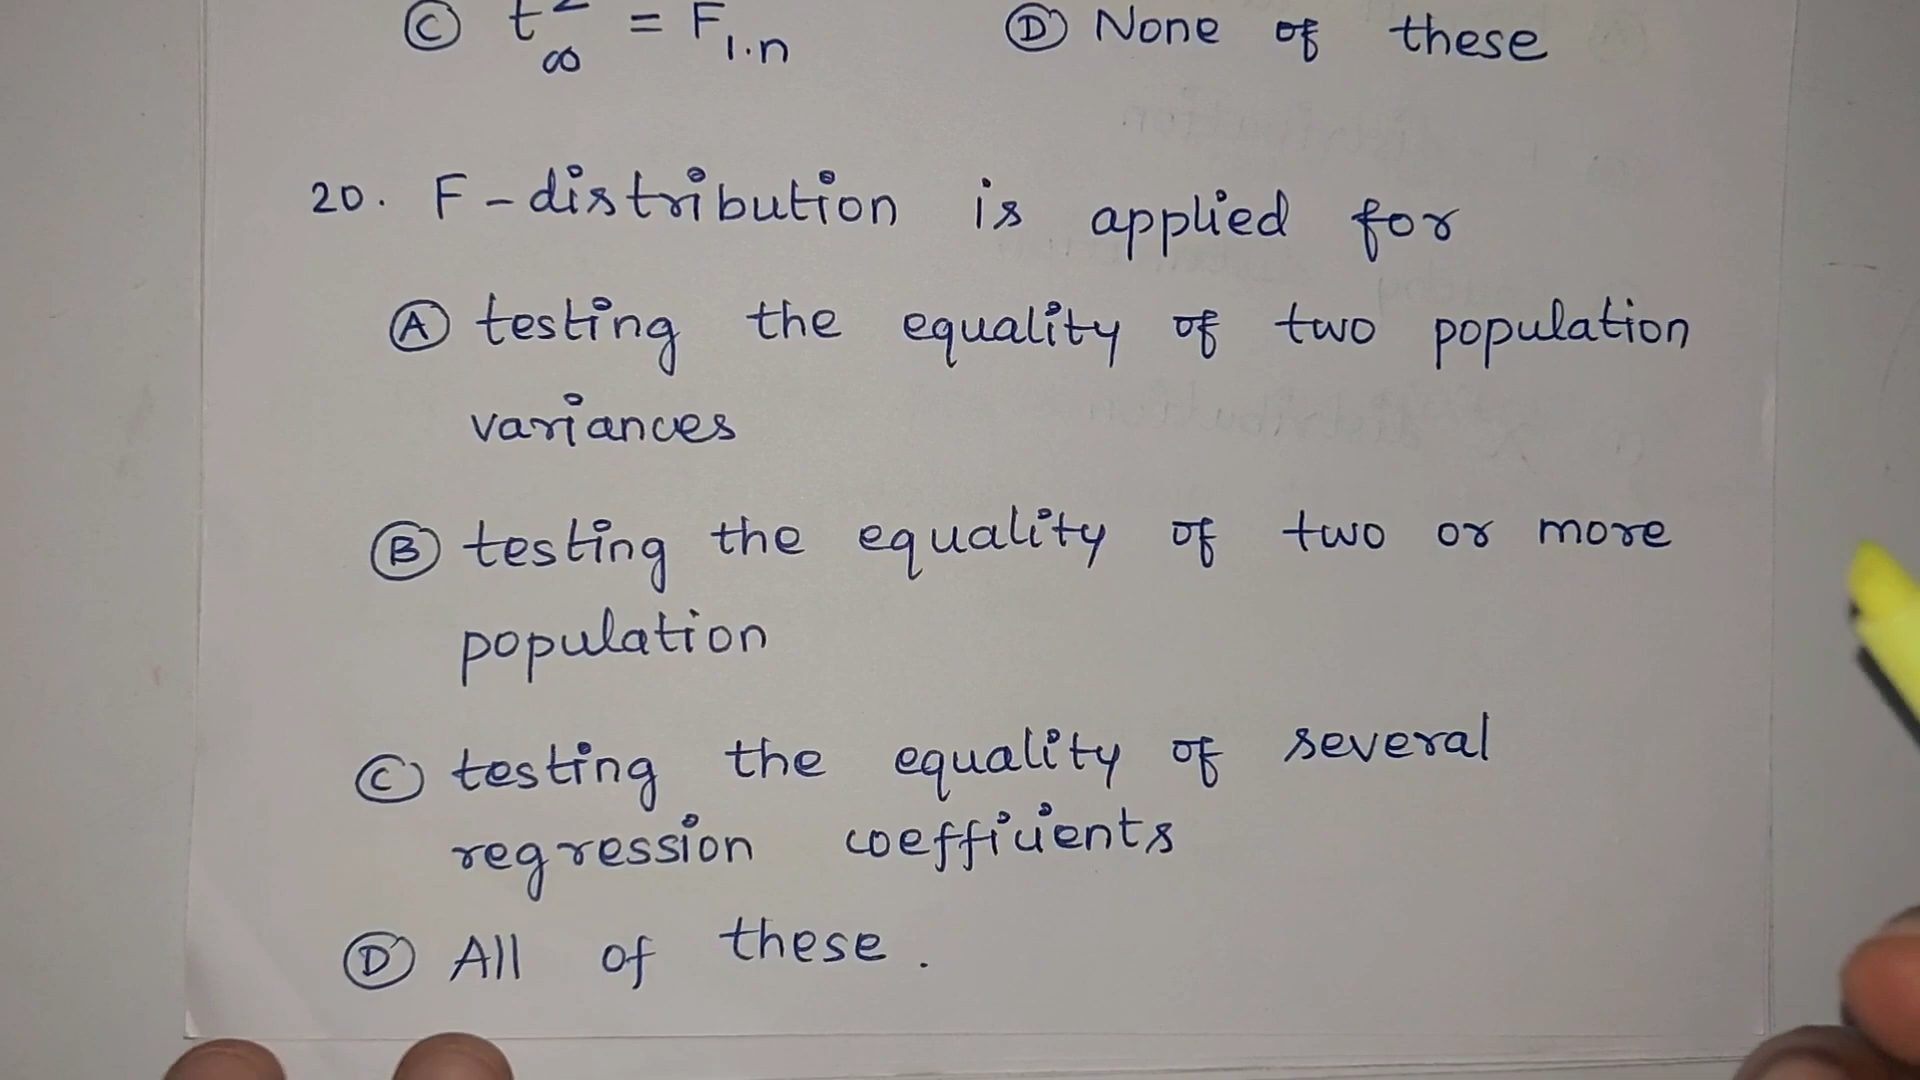 C t²∞ = F1.n D None of these
20. F-distribution is applied for
A testing the equality of two population
variances
B testing the equality of two or more
population
C testing the equality of several
regression coefficients
D All of these.